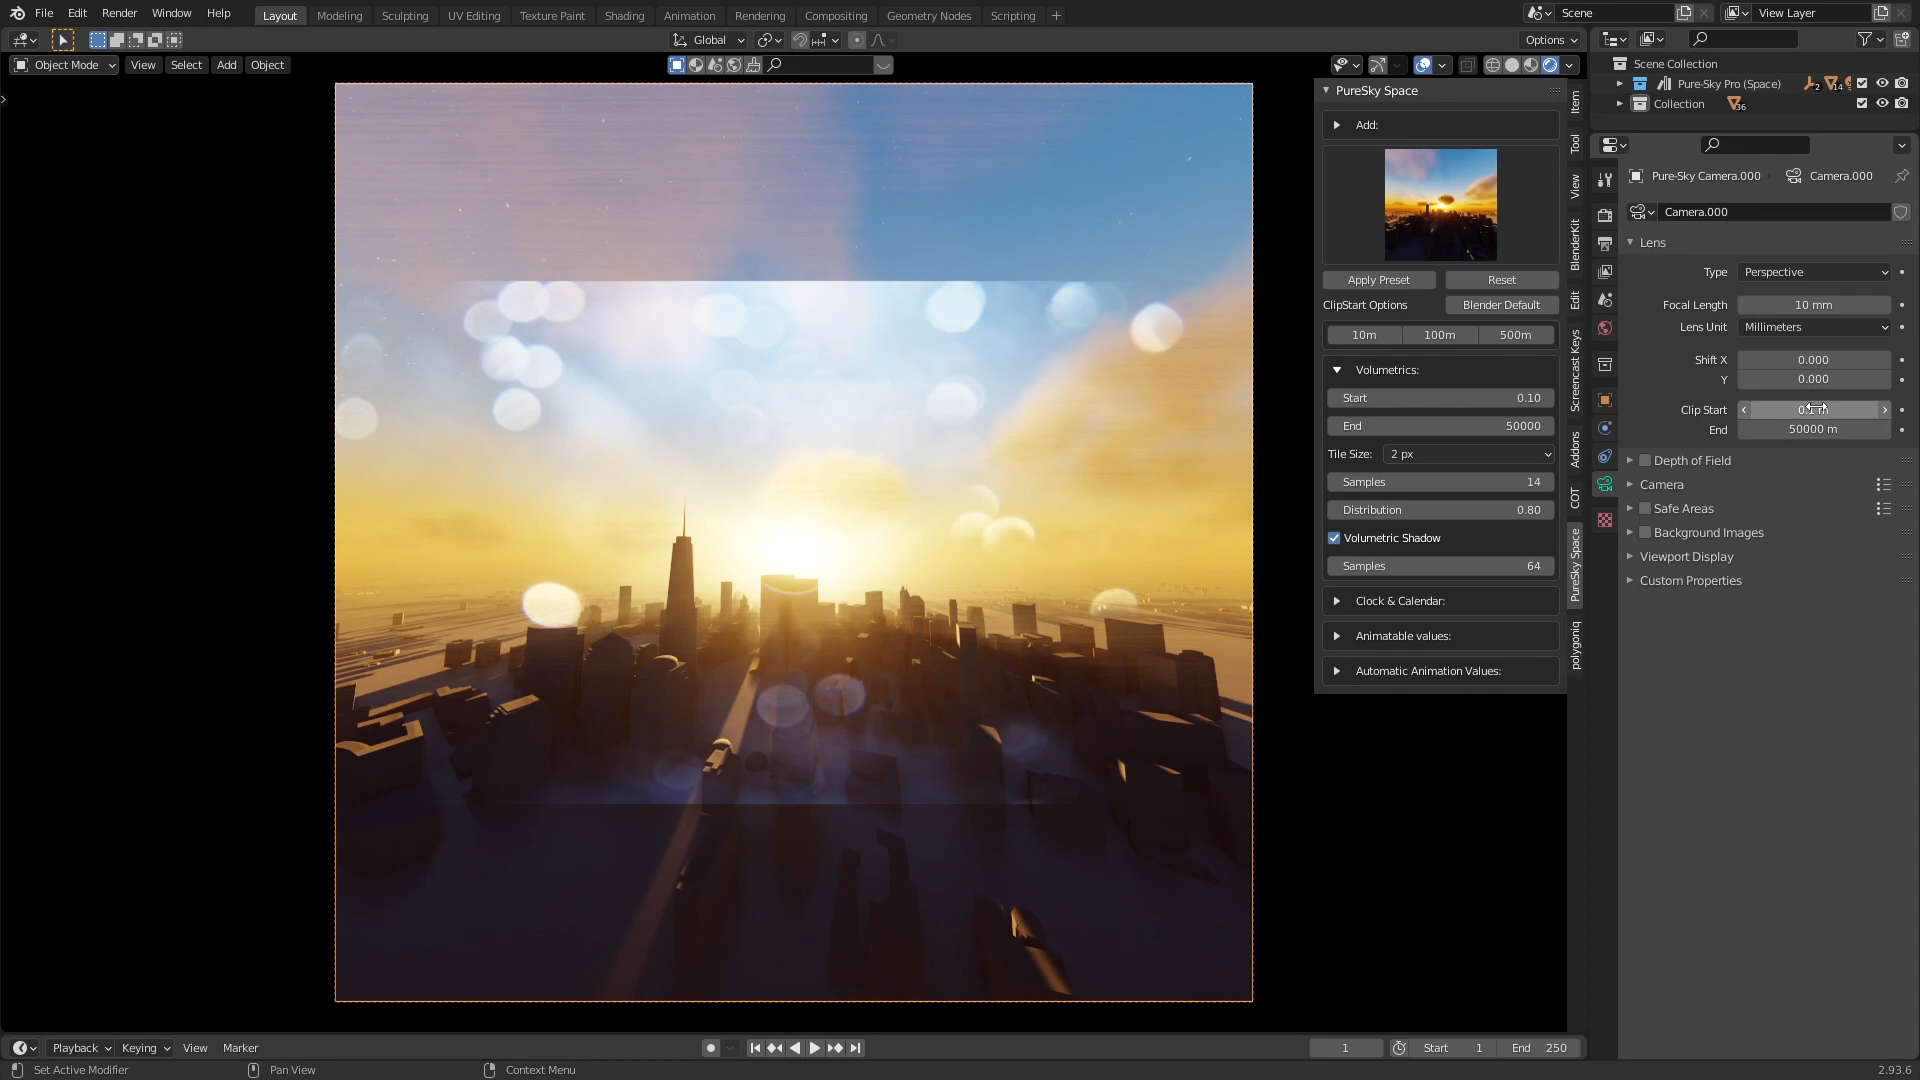 File Edit Render Window Help
Layout Modeling Sculpting UV Editing Texture Paint Shading Animation Rendering Compositing Geometry Nodes Scripting +
Scene
View Layer
Global
Options
Object Mode View Select Add Object
Scene Collection
Pure-Sky Pro (Space) 2 14
Collection 36
PureSky Space
Add:
Apply Preset Reset
ClipStart Options Blender Default
10m 100m 500m
Volumetrics:
Start 0.10
End 50000
Tile Size: 2 px
Samples 14
Distribution 0.80
Volumetric Shadow
Samples 64
Clock & Calendar:
Animatable values:
Automatic Animation Values:
Item
Tool
View
BlenderKit
Edit
Screencast Keys
Addons
COT
PureSky Space
polygoniq
Pure-Sky Camera.000 Camera.000
Camera.000
Lens
Type Perspective
Focal Length 10 mm
Lens Unit Millimeters
Shift X 0.000
Y 0.000
Clip Start
End 50000 m
Depth of Field
Camera
Safe Areas
Background Images
Viewport Display
Custom Properties
Playback Keying View Marker
1 Start 1 End 250
Set Active Modifier Pan View Context Menu 2.93.6